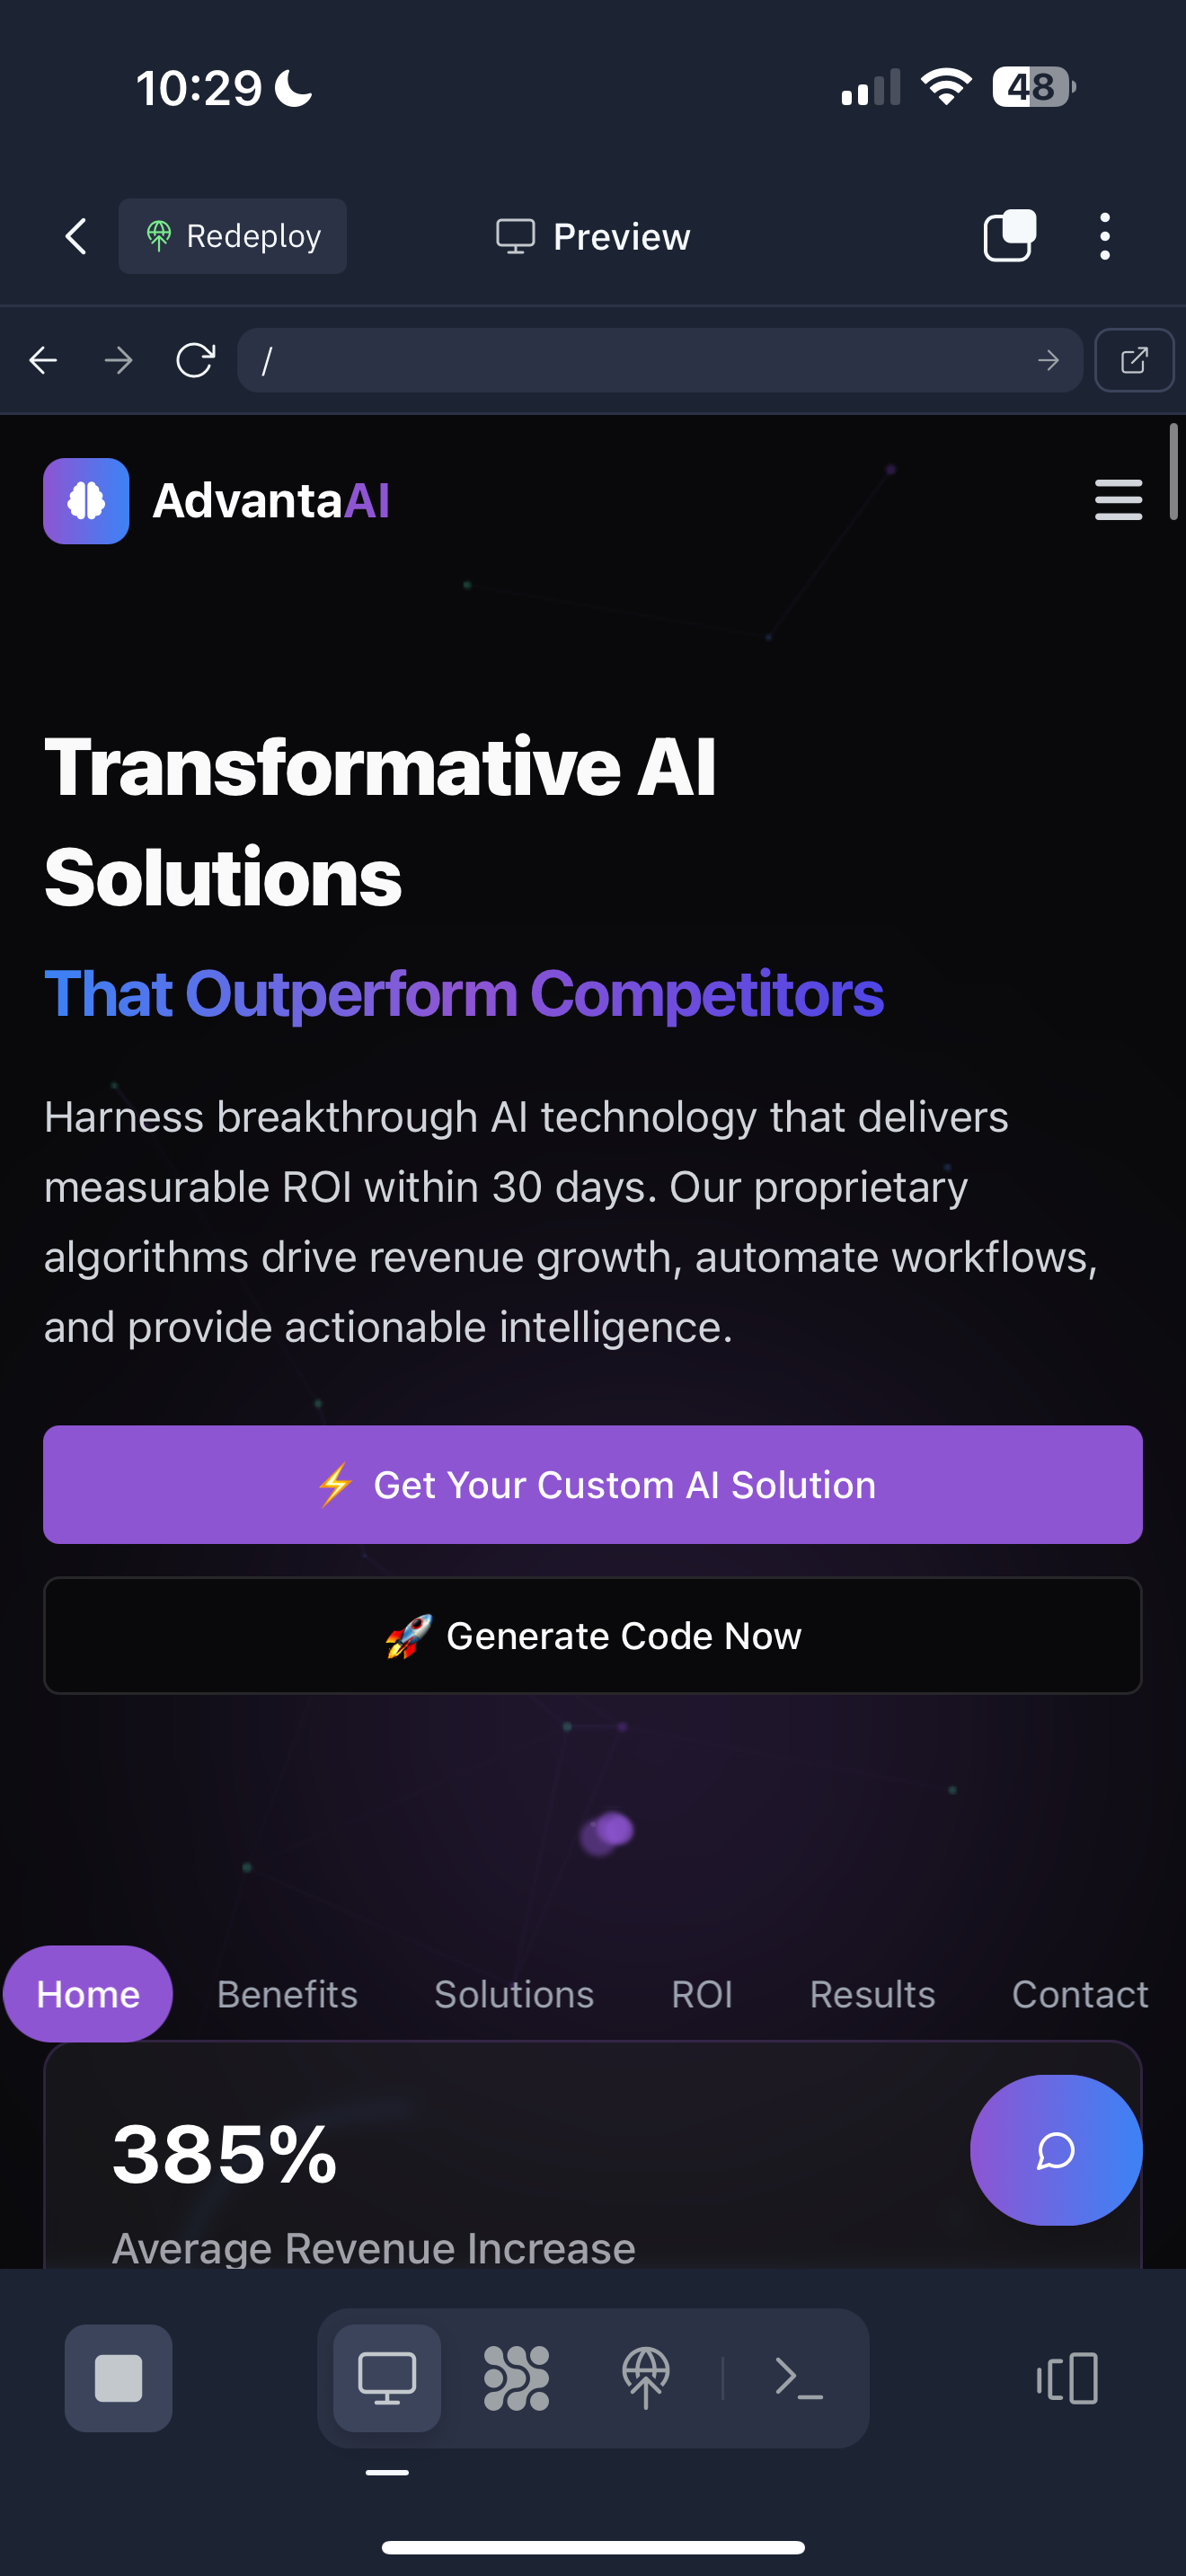 10:29
48
Redeploy
Preview
/
AdvantaAI
Transformative AI
Solutions
That Outperform Competitors
Harness breakthrough AI technology that delivers
measurable ROI within 30 days. Our proprietary
algorithms drive revenue growth, automate workflows,
and provide actionable intelligence.
⚡ Get Your Custom AI Solution
🚀 Generate Code Now
Home Benefits Solutions ROI Results Contact
385%
Average Revenue Increase